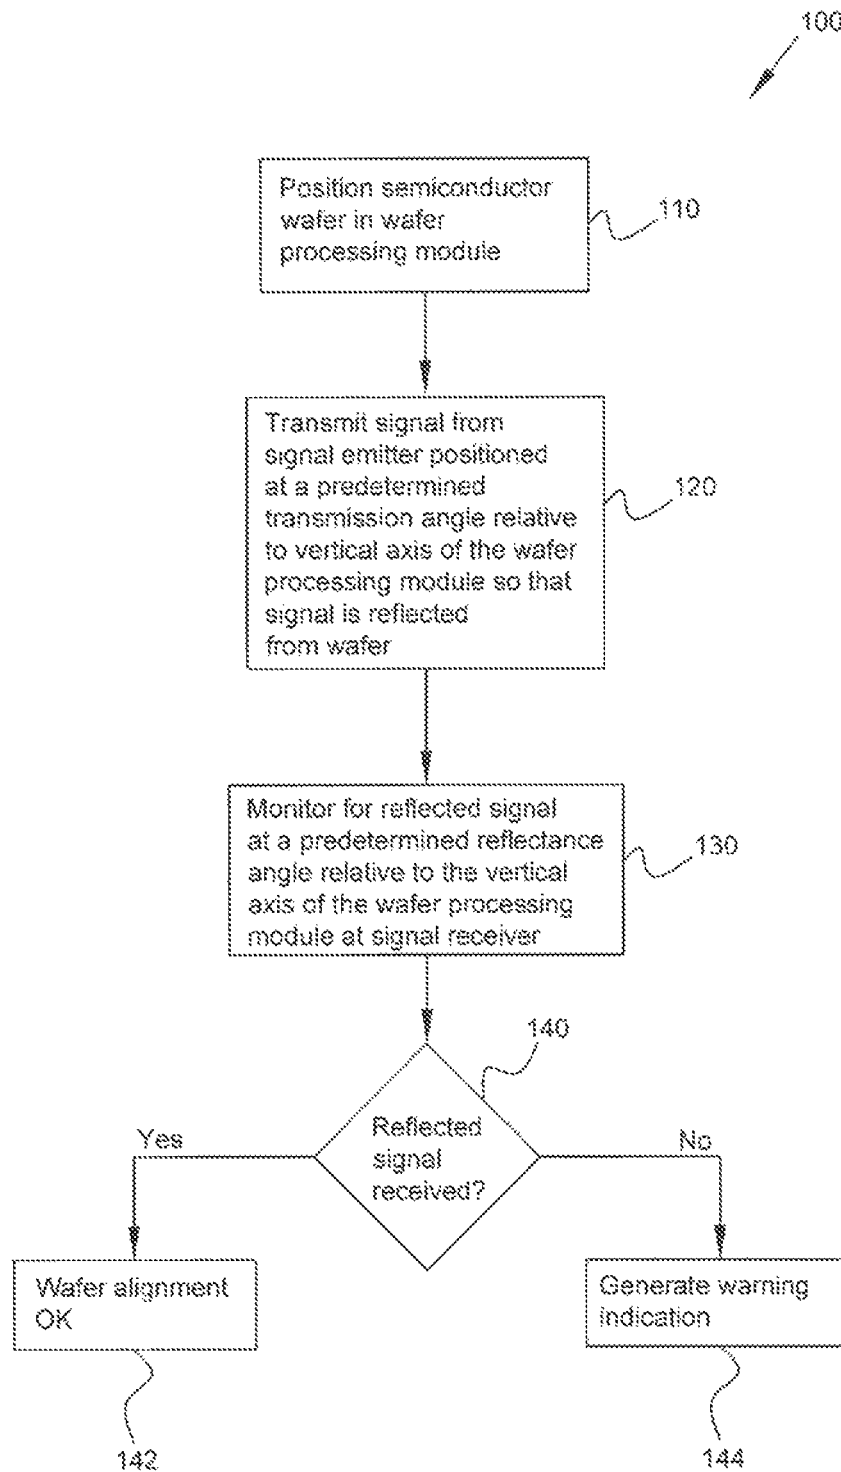 100
Position semiconductor
wafer in wafer
processing module
110
Transmit signal from
signal emitter positioned
at a predetermined
transmission angle relative
to vertical axis of the wafer
processing module so that
signal is reflected
from wafer
120
Monitor for reflected signal
at a predetermined reflectance
angle relative to the vertical
axis of the wafer processing
module at signal receiver
130
140
Reflected
signal
received?
Yes
No
Wafer alignment
OK
Generate warning
indication
142
144